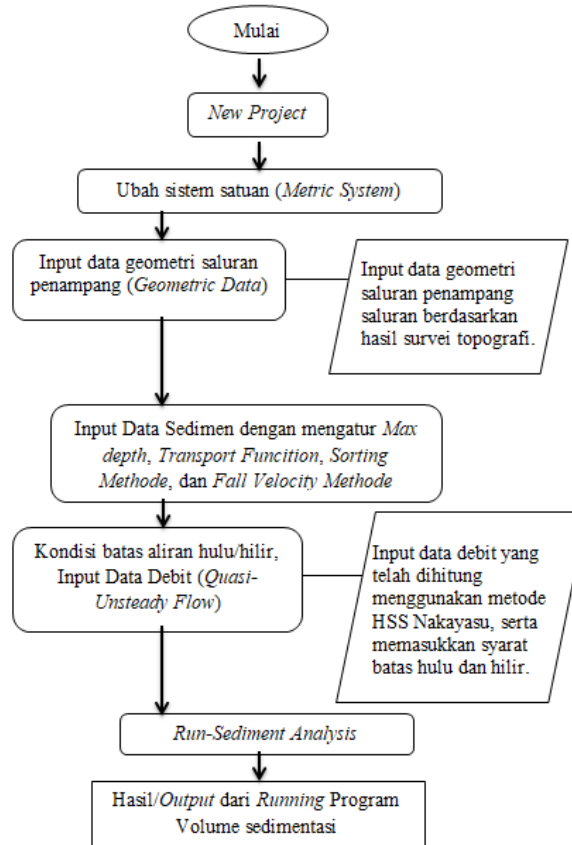 Mulai
New Project
Ubah sistem satuan (Metric System)
Input data geometri saluran
penampang (Geometric Data)
Input data geometri
saluran penampang
saluran berdasarkan
hasil survei topografi.
Input Data Sedimen dengan mengatur Max
depth, Transport Funcition, Sorting
Methode, dan Fall Velocity Methode
Kondisi batas aliran hulu/hilir,
Input Data Debit (Quasi-
Unsteady Flow)
Input data debit yang
telah dihitung
menggunakan metode
HSS Nakayasu, serta
memasukkan syarat
batas hulu dan hilir.
Run-Sediment Analysis
Hasil/Output dari Running Program
Volume sedimentasi